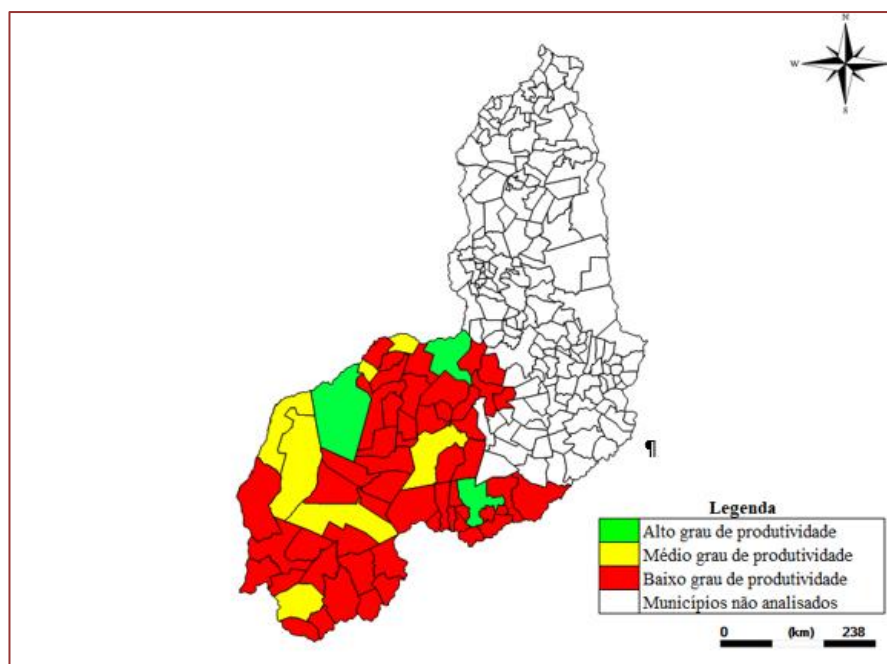 N
W
S
¶
Legenda
Alto grau de produtividade
Médio grau de produtividade
Baixo grau de produtividade
Municípios não analisados
0 (km) 238